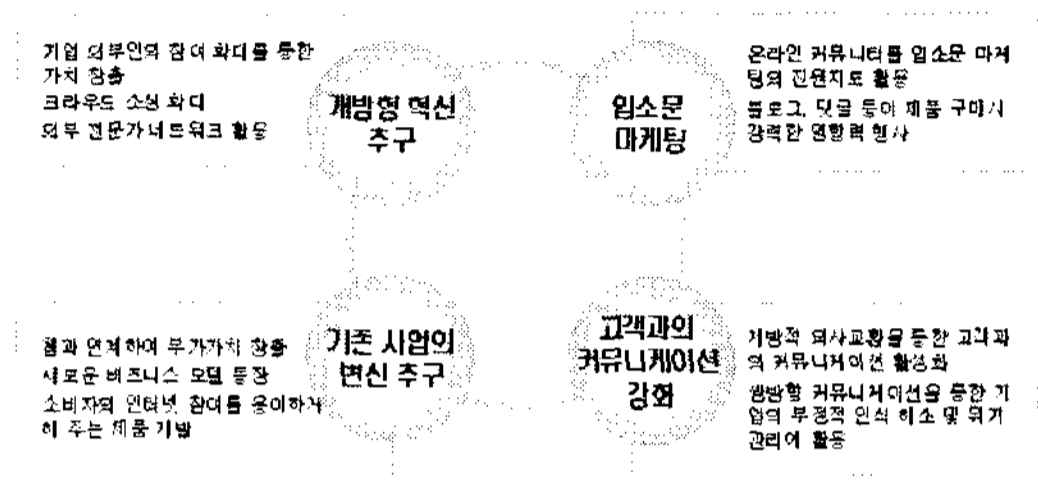 기업 외부인의 참여 확대를 통한
가치 창출
크라우드 소싱 확대
외부 전문가 네트워크 활용
개방형 혁신
추구
입소문
마케팅
온라인 커뮤니티를 입소문 마케
팅의 진원지로 활용
블로그, 댓글 등이 제품 구매시
강력한 영향력 행사
웹과 연계하여 부가가치 창출
새로운 비즈니스 모델 등장
소비자의 인터넷 참여를 용이하게
해 주는 제품 개발
기존 사업의
변신 추구
고객과의
커뮤니케이션
강화
개방적 의사교환을 통한 고객과
의 커뮤니케이션 활성화
쌍방향 커뮤니케이션을 통한 기
업의 부정적 인식 해소 및 위기
관리에 활용